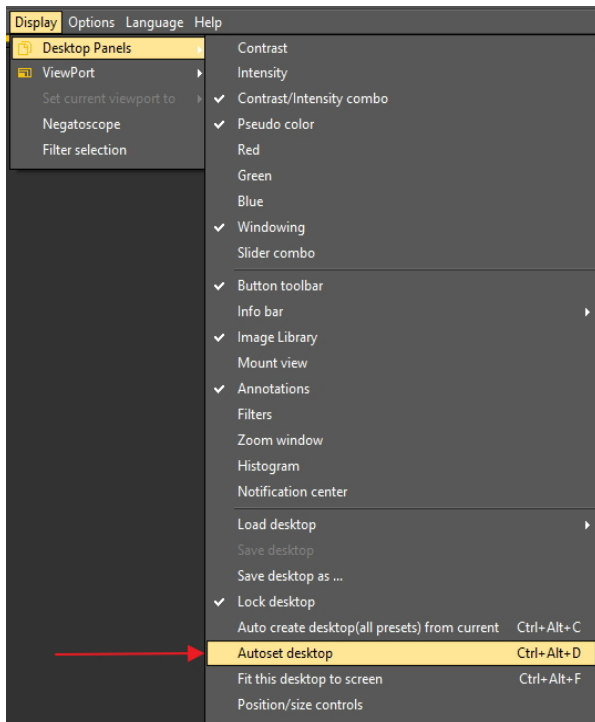 Display Options Language Help
Desktop Panels
ViewPort
Set current viewport to
Negatoscope
Filter selection
Contrast
Intensity
Contrast/Intensity combo
Pseudo color
Red
Green
Blue
Windowing
Slider combo
Button toolbar
Info bar
Image Library
Mount view
Annotations
Filters
Zoom window
Histogram
Notification center
Load desktop
Save desktop
Save desktop as ...
Lock desktop
Auto create desktop(all presets) from current Ctrl+Alt+C
Autoset desktop Ctrl+Alt+D
Fit this desktop to screen Ctrl+Alt+F
Position/size controls